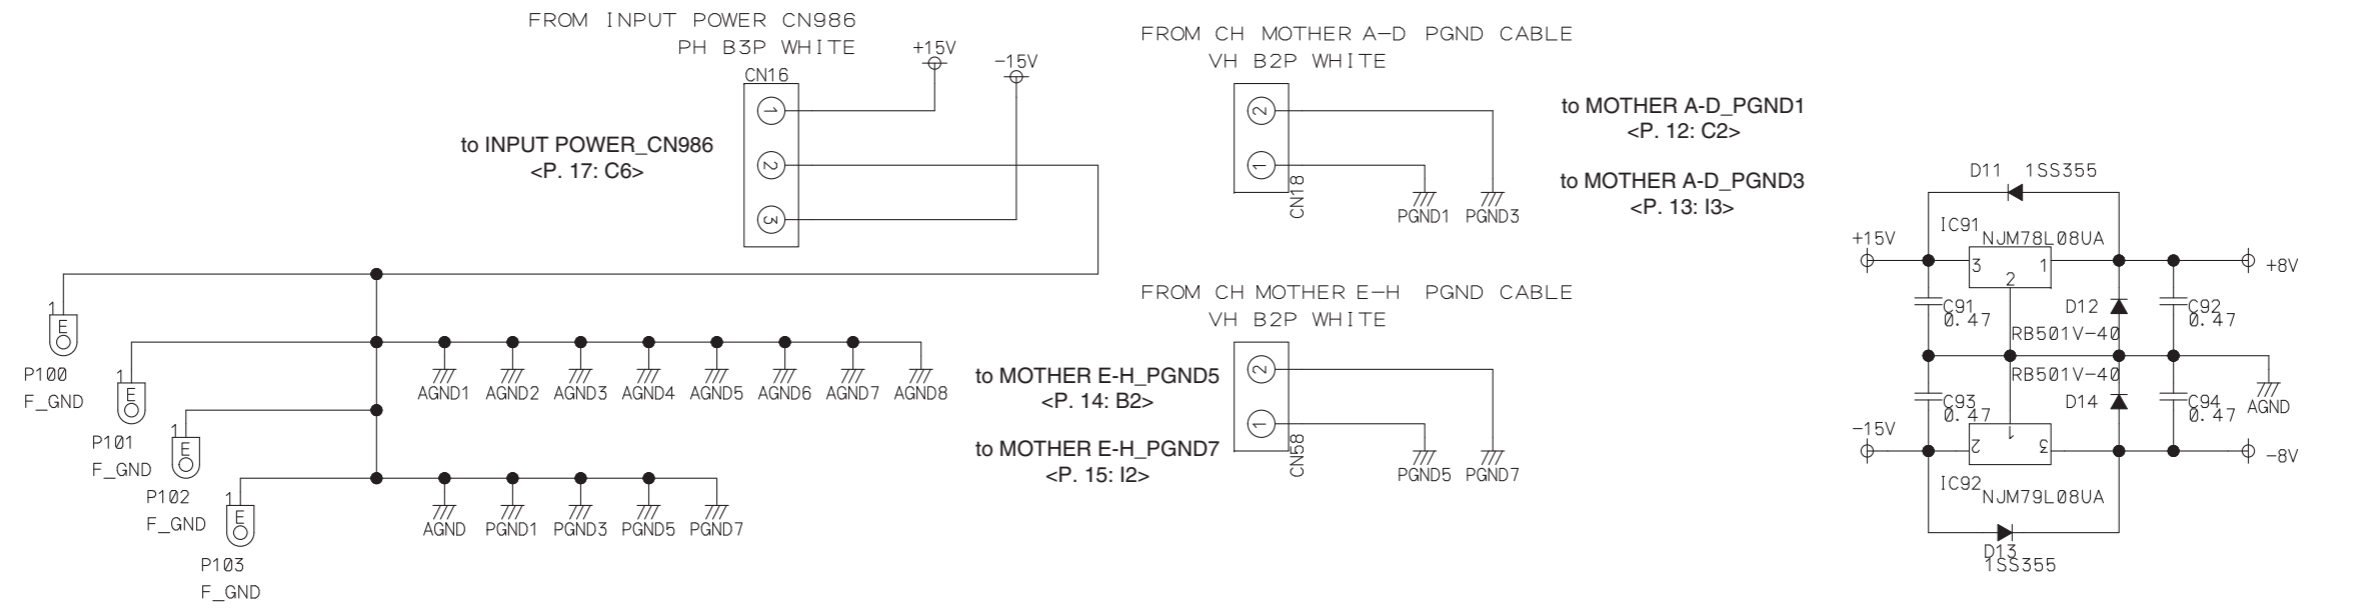 FROM INPUT POWER CN986
PH B3P WHITE
CN16
+15V
-15V
1
2
3
to INPUT POWER_CN986
<P. 17: C6>
1
E
P100
F_GND
1
E
P101
F_GND
1
E
P102
F_GND
1
E
P103
F_GND
AGND1 AGND2 AGND3 AGND4 AGND5 AGND6 AGND7 AGND8
AGND PGND1 PGND3 PGND5 PGND7
FROM CH MOTHER A-D PGND CABLE
VH B2P WHITE
2
1
CN18
PGND1 PGND3
to MOTHER A-D_PGND1
<P. 12: C2>
to MOTHER A-D_PGND3
<P. 13: I3>
FROM CH MOTHER E-H PGND CABLE
VH B2P WHITE
2
1
CN58
PGND5 PGND7
to MOTHER E-H_PGND5
<P. 14: B2>
to MOTHER E-H_PGND7
<P. 15: I2>
D11 1SS355
IC91
NJM78L08UA
+15V
3 1
2
+8V
C91
0.47
D12
RB501V-40
C92
0.47
RB501V-40
D14
C93
0.47
C94
0.47
AGND
-15V
1
2 3
-8V
IC92
NJM79L08UA
D13
1SS355